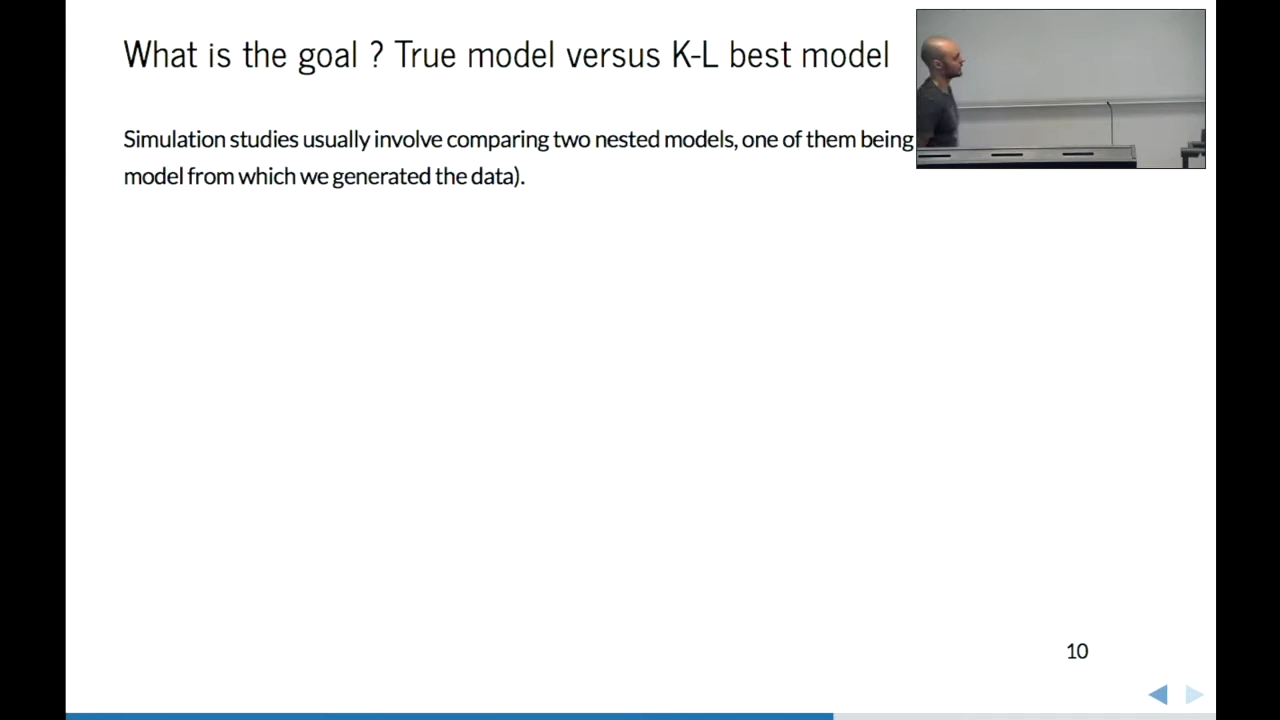 What is the goal ? True model versus K-L best model
Simulation studies usually involve comparing two nested models, one of them being
model from which we generated the data).
10